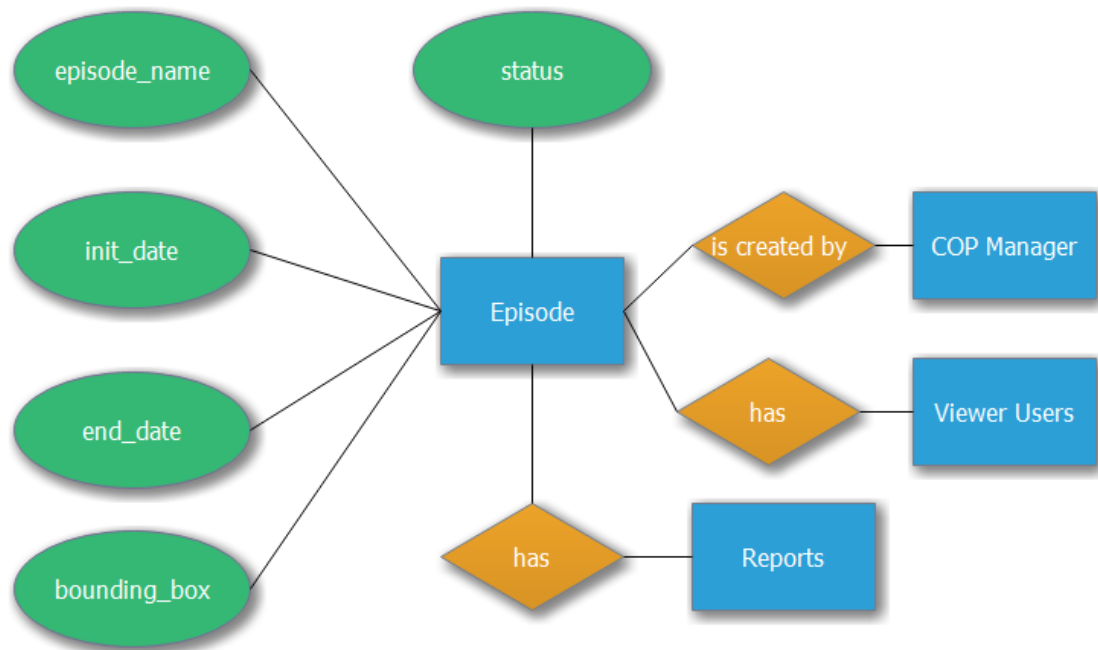 episode_name
status
init_date
is created by
COP Manager
Episode
end_date
has
Viewer Users
has
Reports
bounding_box